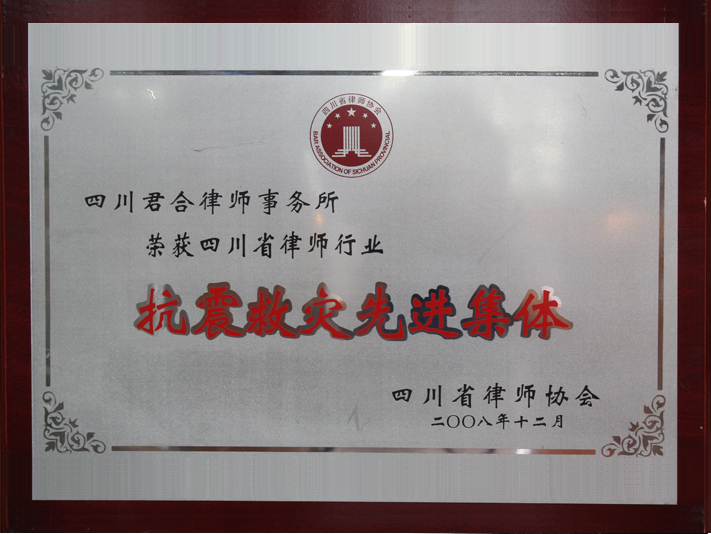 四川省律师协会
BAR ASSOCIATION OF SICHUAN PROVINCIAL
四川君合律师事务所
荣获四川省律师行业
抗震救灾先进集体
四川省律师协会
二〇〇八年十二月